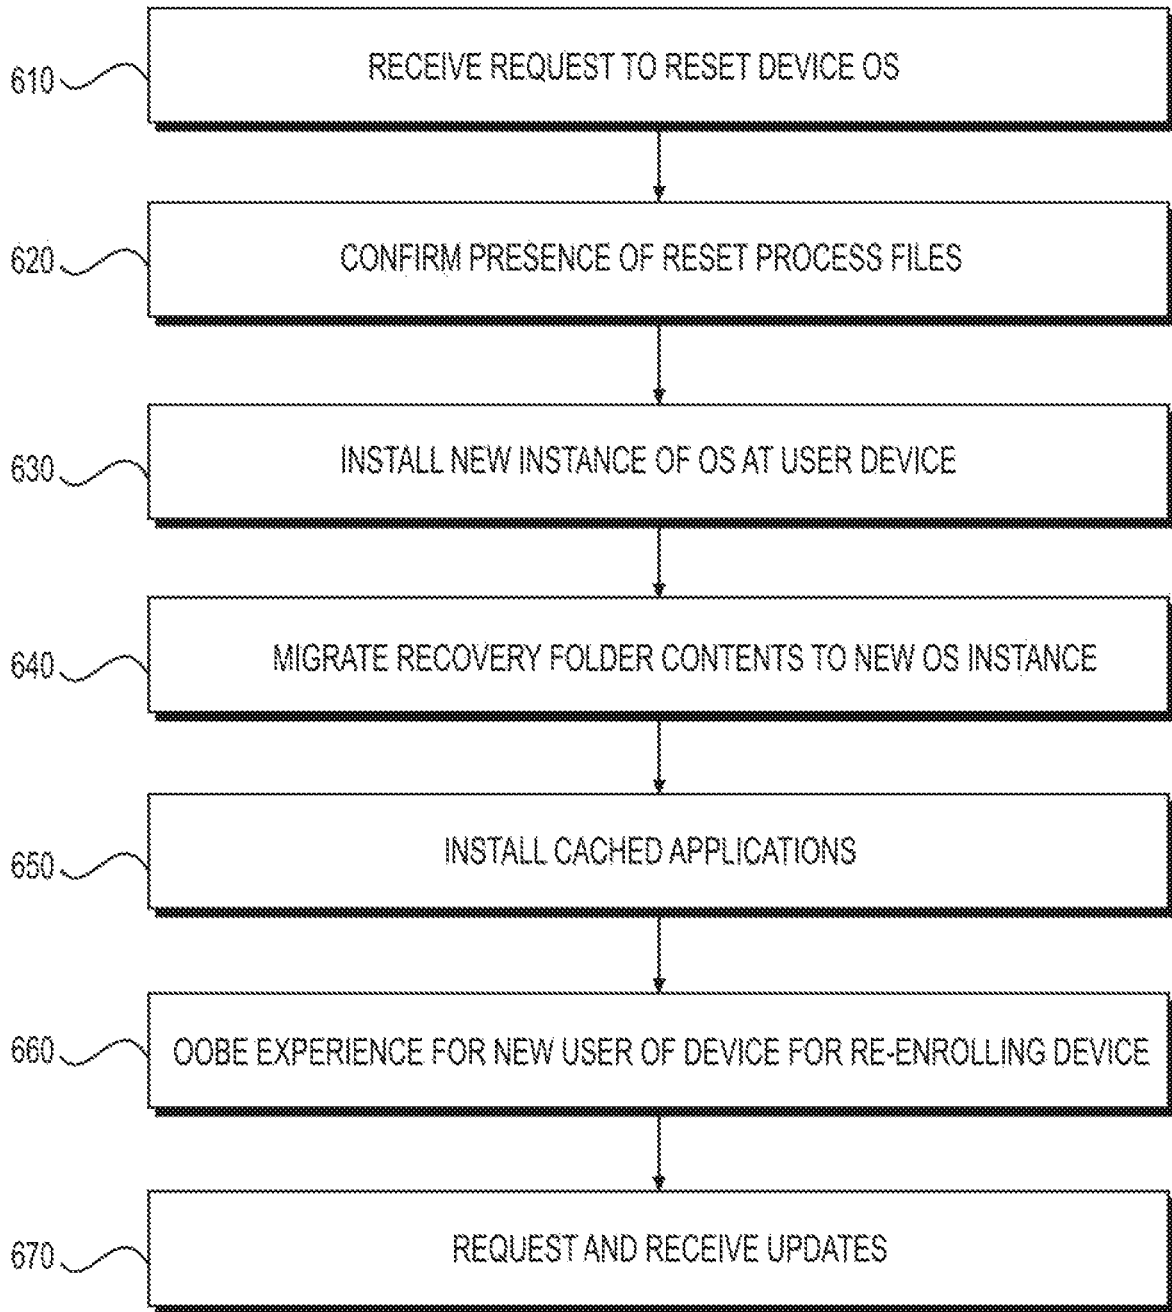 610
RECEIVE REQUEST TO RESET DEVICE OS
620
CONFIRM PRESENCE OF RESET PROCESS FILES
630
INSTALL NEW INSTANCE OF OS AT USER DEVICE
640
MIGRATE RECOVERY FOLDER CONTENTS TO NEW OS INSTANCE
650
INSTALL CACHED APPLICATIONS
660
OOBE EXPERIENCE FOR NEW USER OF DEVICE FOR RE-ENROLLING DEVICE
670
REQUEST AND RECEIVE UPDATES